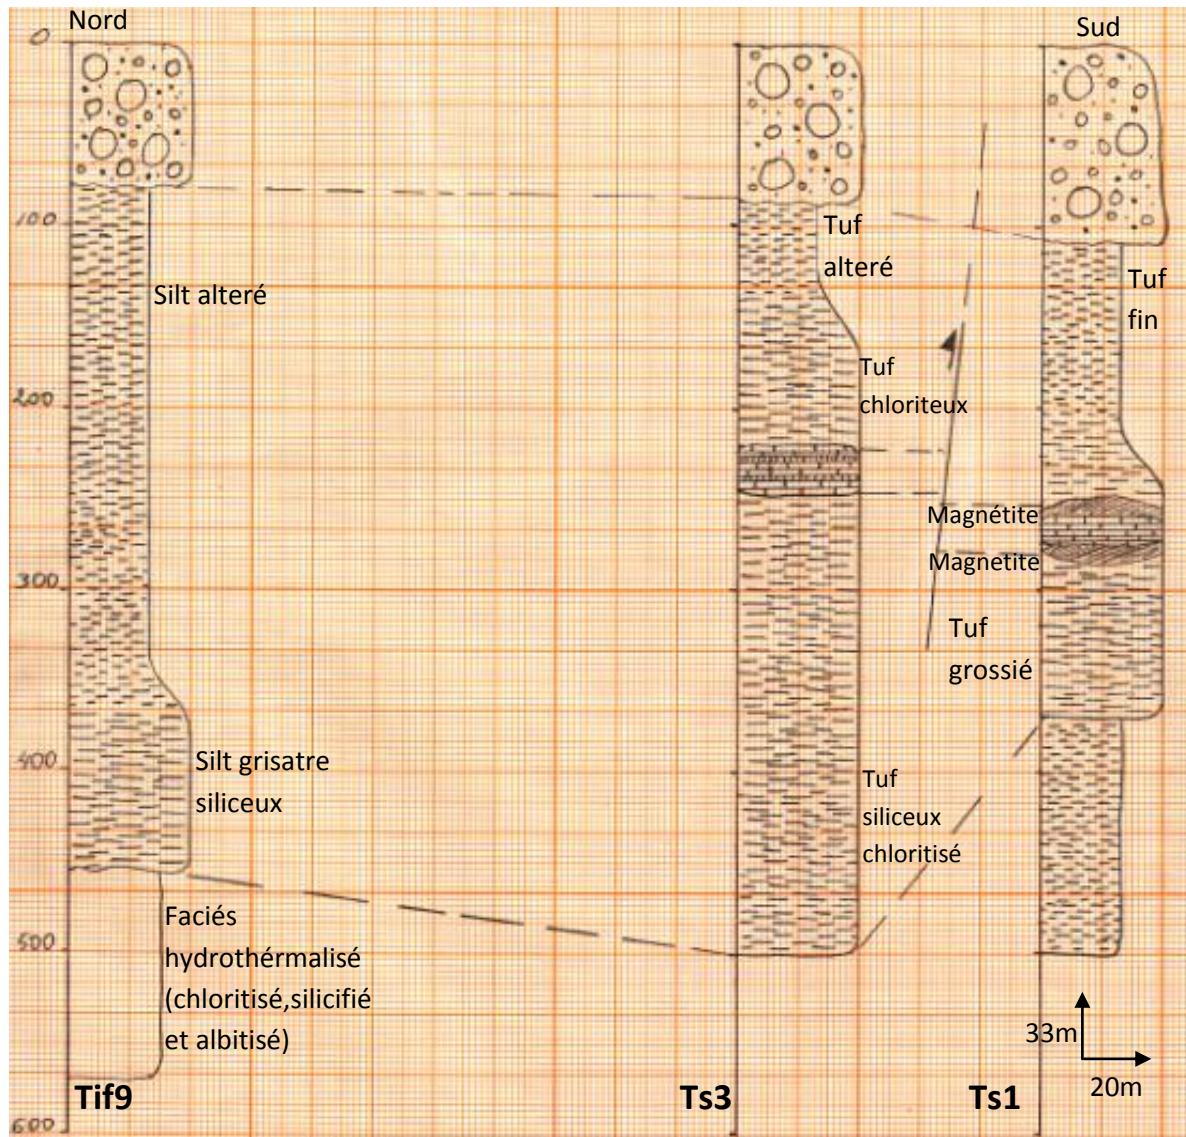 Nord
Sud
0
100
200
300
400
500
600
Silt alteré
Silt grisatre
siliceux
Faciés
hydrothérmalisé
(chloritisé,silicifié
et albitisé)
Tif9
Tuf
alteré
Tuf
chloriteux
Tuf
siliceux
chloritisé
Ts3
Tuf
fin
Magnétite
Magnetite
Tuf
grossié
Ts1
33m
20m